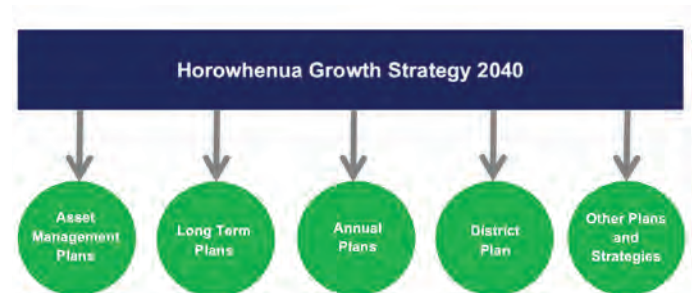 Horowhenua Growth Strategy 2040
Asset
Management
Plans
Long Term
Plans
Annual
Plans
District
Plan
Other Plans
and
Strategies